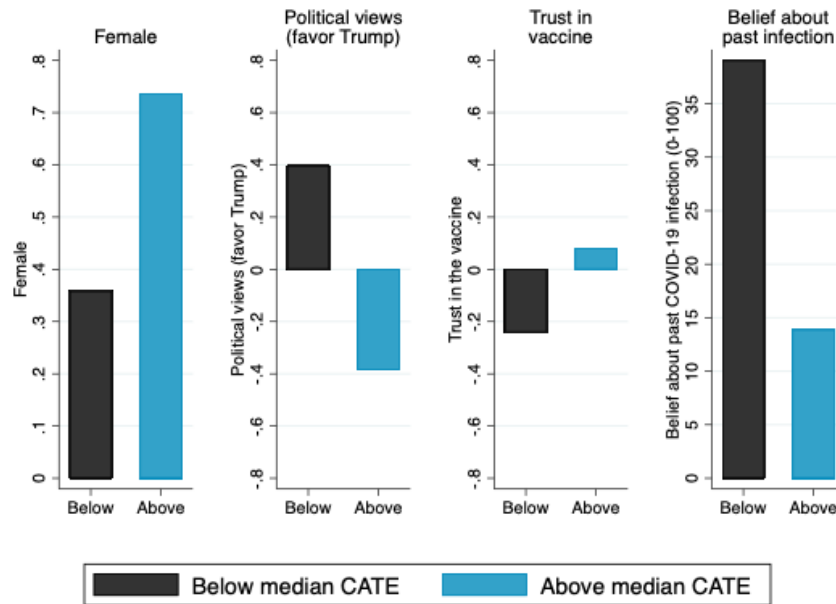 Female
Political views
(favor Trump)
Trust in
vaccine
Belief about
past infection
Female
0
.1
.2
.3
.4
.5
.6
.7
.8
Below
Above
Political views (favor Trump)
-.8
-.6
-.4
-.2
0
.2
.4
.6
.8
Below
Above
Trust in the vaccine
-.8
-.6
-.4
-.2
0
.2
.4
.6
.8
Below
Above
Belief about past COVID-19 infection (0-100)
0
5
10
15
20
25
30
35
Below
Above
Below median CATE
Above median CATE